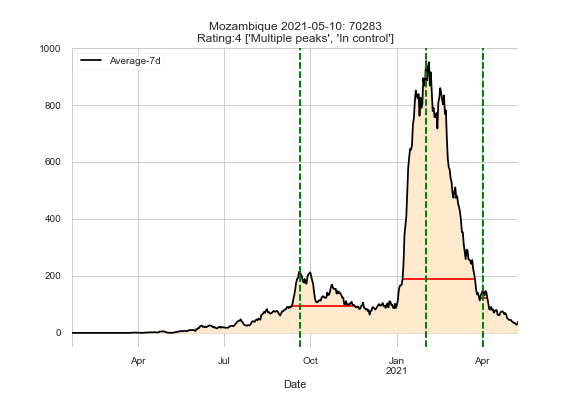 Mozambique 2021-05-10: 70283
Rating:4 ['Multiple peaks', 'In control']
Average-7d
1000
800
600
400
200
0
Apr Jul Oct Jan Apr
2021
Date